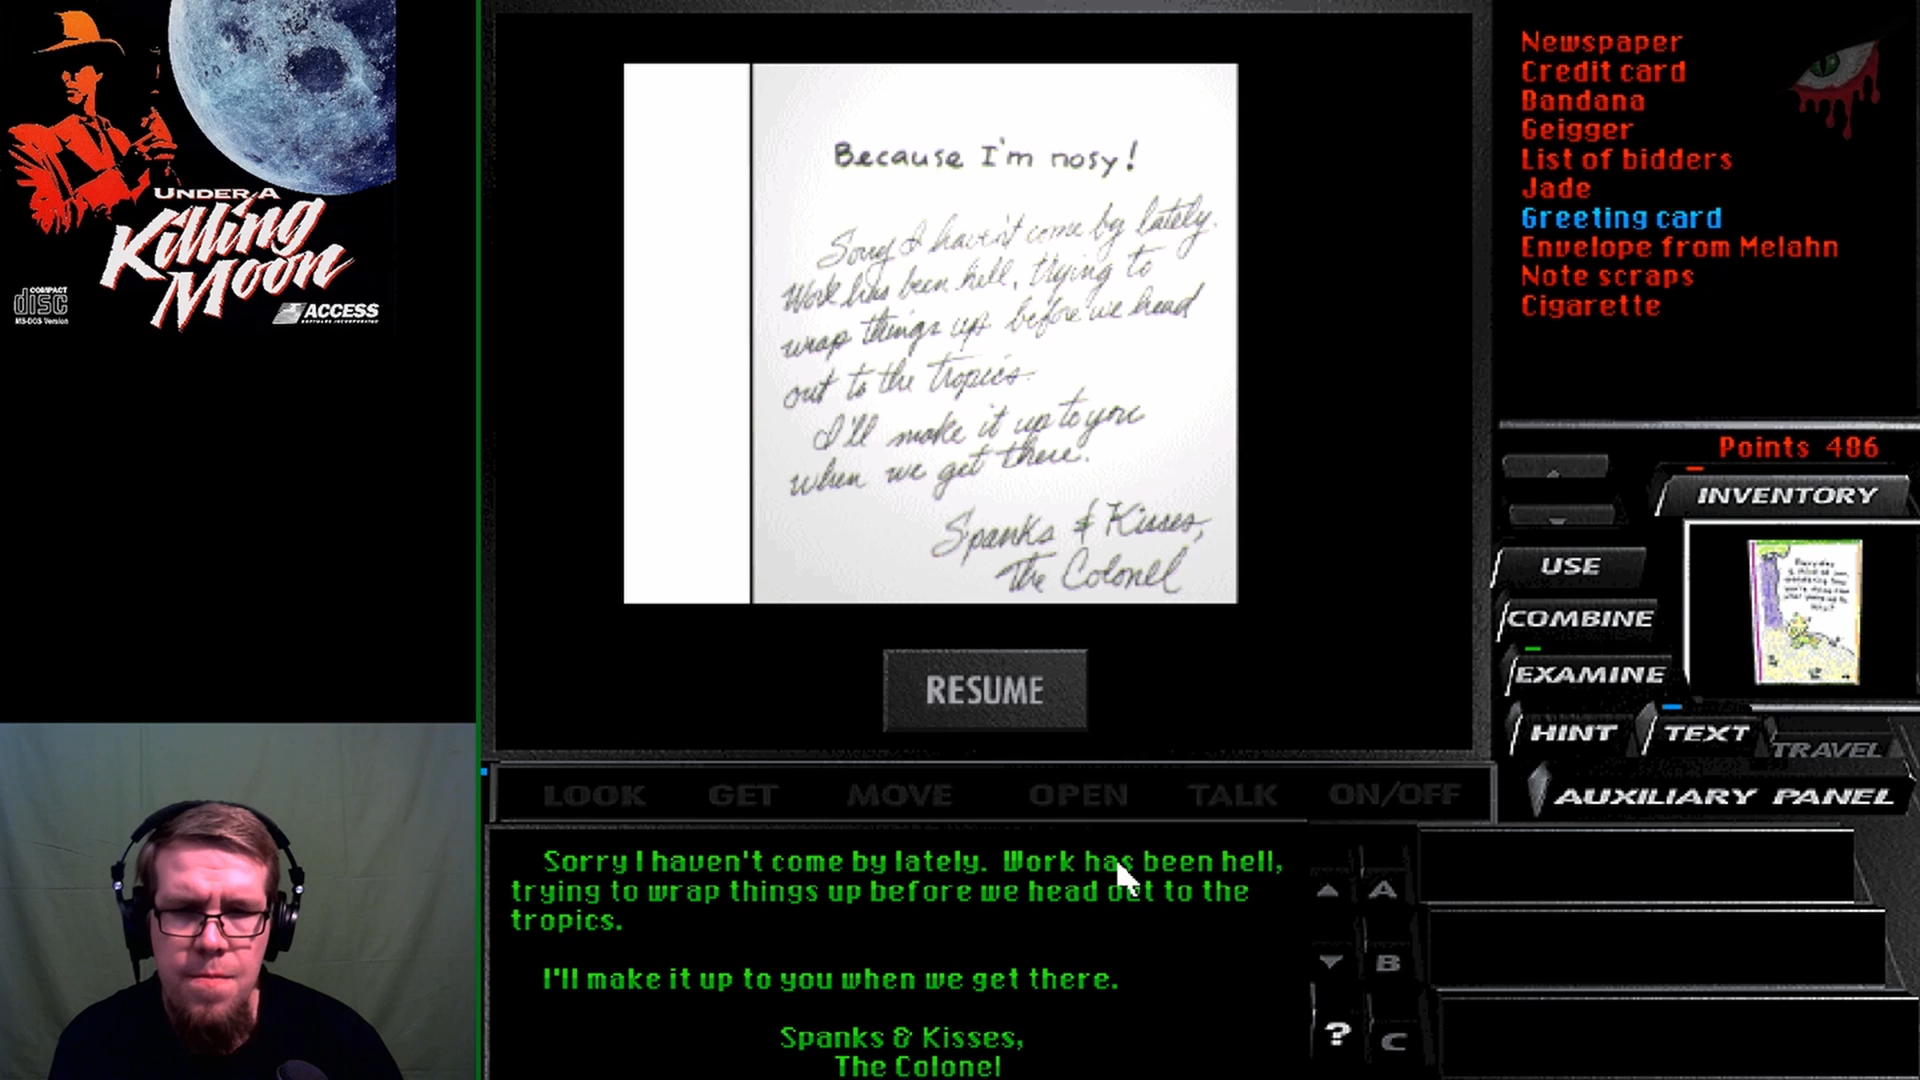 UNDER A
Killing
Moon
COMPACT
disc
MS-DOS Version
ACCESS
SOFTWARE INCORPORATED
Because I'm nosy!
Sorry I haven't come by lately.
Work has been hell, trying to
wrap things up before we head
out to the tropics.
I'll make it up to you
when we get there.
Spanks & Kisses,
The Colonel
RESUME
Newspaper
Credit card
Bandana
Geigger
List of bidders
Jade
Greeting card
Envelope from Melahn
Note scraps
Cigarette
Points 486
INVENTORY
USE
COMBINE
EXAMINE
HINT
TEXT
TRAVEL
AUXILIARY PANEL
LOOK GET MOVE OPEN TALK ON/OFF
Sorry I haven't come by lately. Work has been hell,
trying to wrap things up before we head out to the
tropics.
I'll make it up to you when we get there.
Spanks & Kisses,
The Colonel
A
B
? C